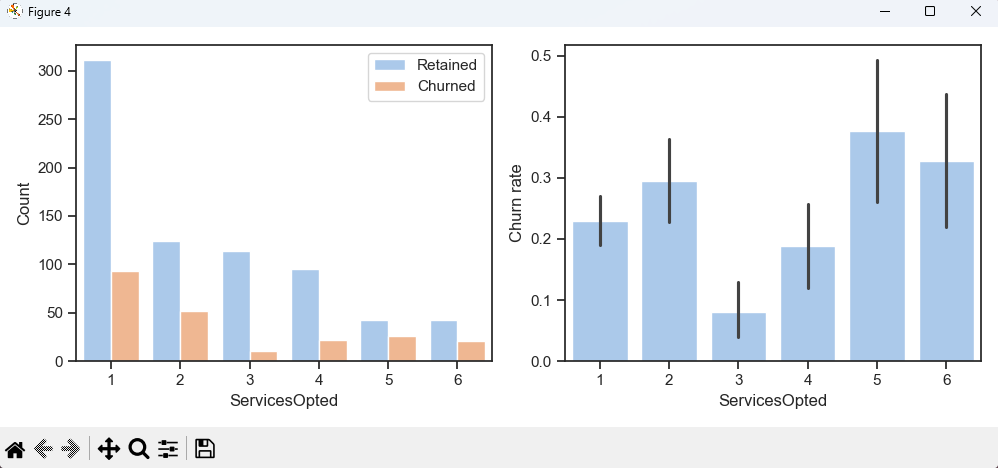 Figure 4
300
250
200
150
100
50
0
Count
Retained
Churned
1 2 3 4 5 6
ServicesOpted
0.5
0.4
0.3
0.2
0.1
0.0
Churn rate
1 2 3 4 5 6
ServicesOpted